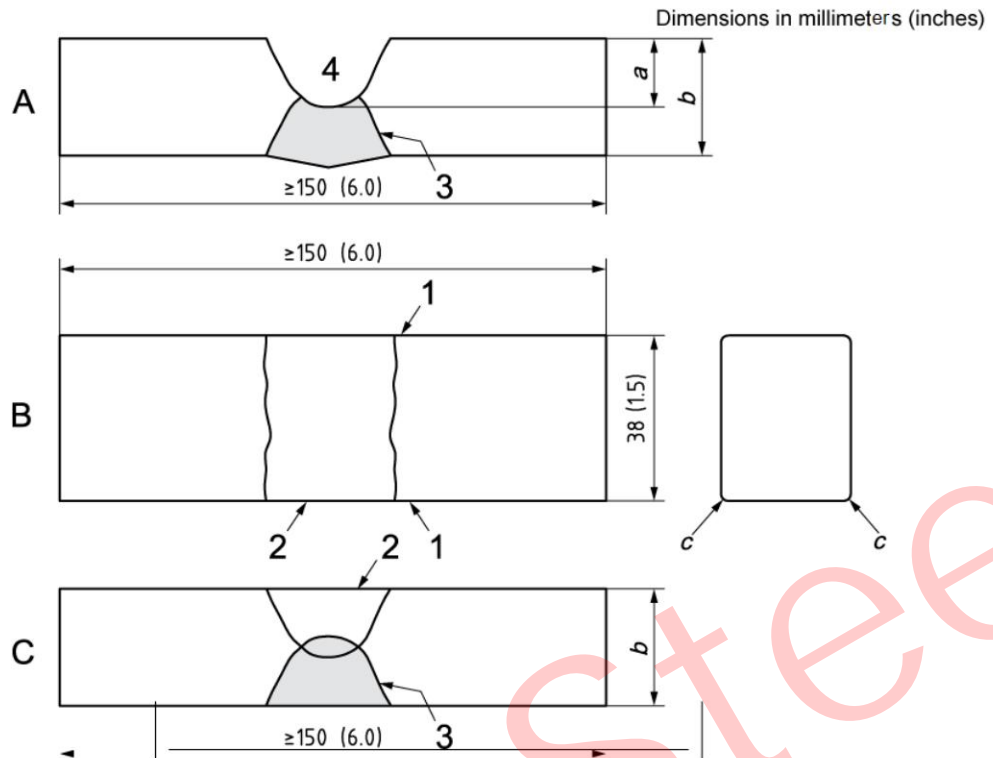 Dimensions in millimeters (inches)
A
4
a
b
3
≥150 (6.0)
≥150 (6.0)
1
B
38 (1.5)
2
1
c
c
2
C
b
3
≥150 (6.0)
Stee